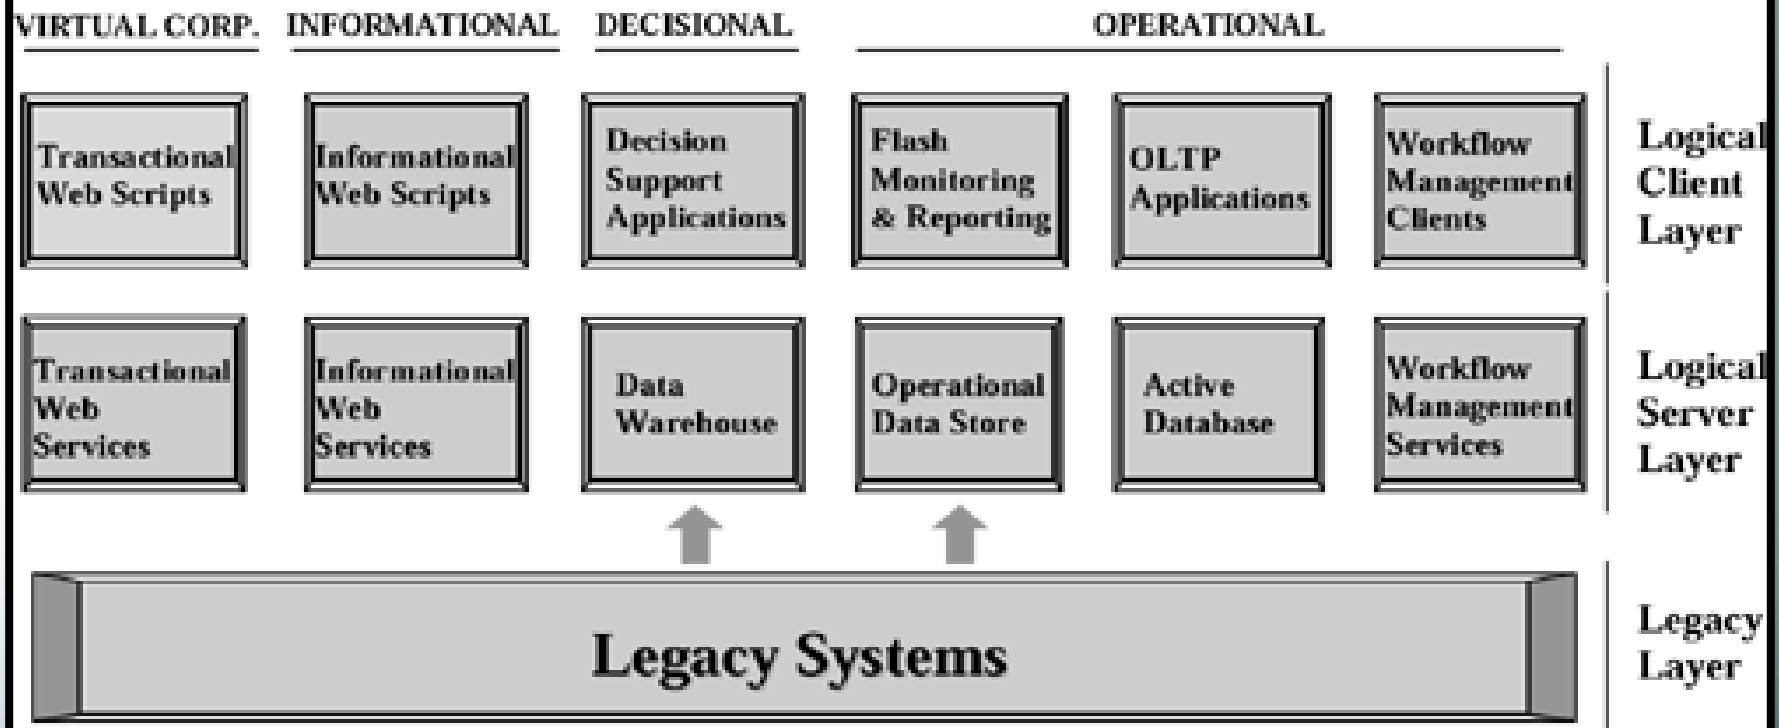 VIRTUAL CORP. INFORMATIONAL DECISIONAL OPERATIONAL
Transactional
Web Scripts
Informational
Web Scripts
Decision
Support
Applications
Flash
Monitoring
& Reporting
OLTP
Applications
Workflow
Management
Clients
Logical
Client
Layer
Transactional
Web
Services
Informational
Web
Services
Data
Warehouse
Operational
Data Store
Active
Database
Workflow
Management
Services
Logical
Server
Layer
Legacy Systems
Legacy
Layer